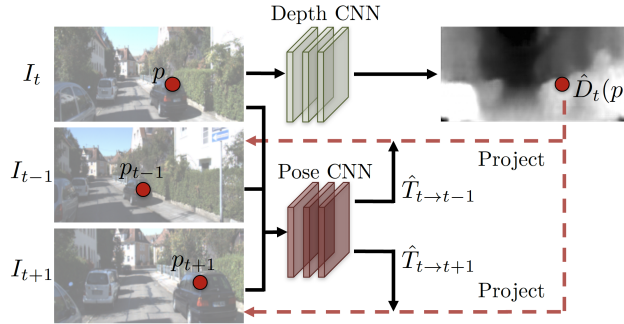 Depth CNN
I_t
p
D̂_t(p
Project
I_{t−1}
p_{t−1}
Pose CNN
T̂_{t→t−1}
I_{t+1}
p_{t+1}
T̂_{t→t+1}
Project